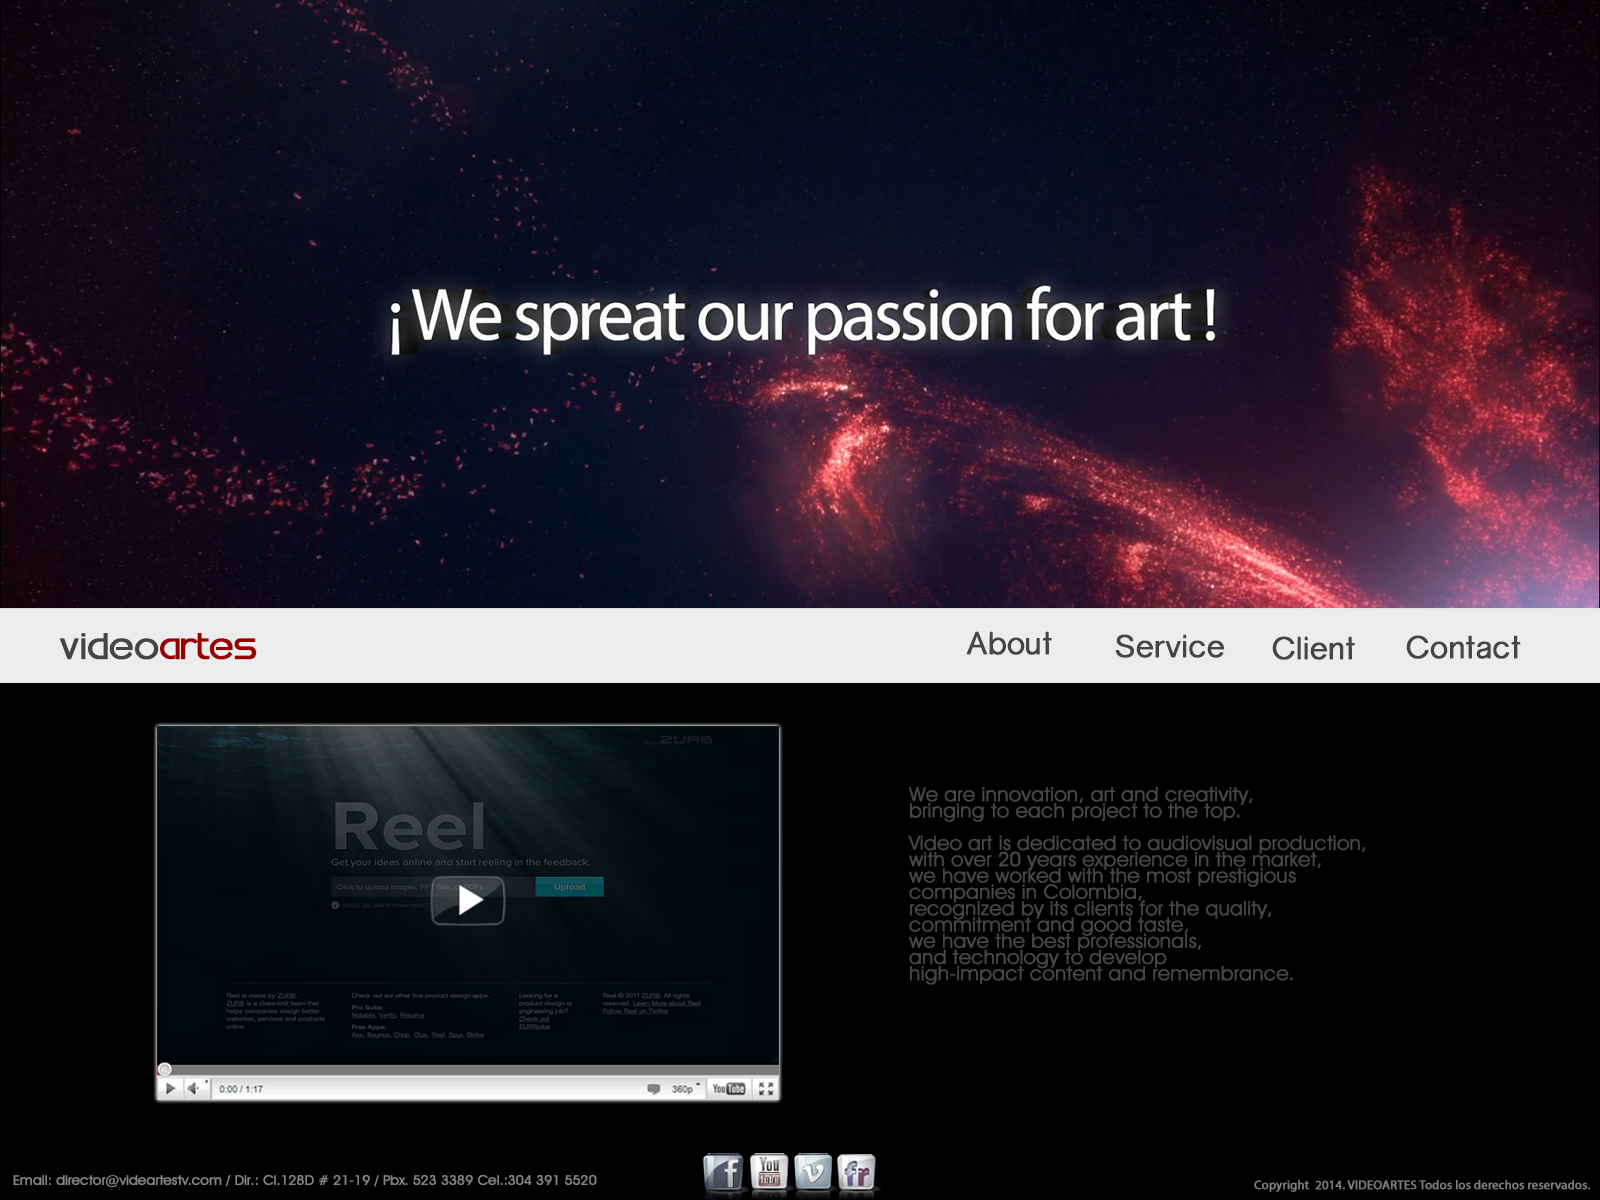 ¡ We spreat our passion for art !
videoartes
About Service Client Contact
ZURB
Reel
Get your ideas online and start reeling in the feedback.
Click to upload images, PPT files, or PDFs
Upload
Would you like to know more?
Reel is made by ZURB.
ZURB is a close-knit team that
helps companies design better
websites, services and products
online.
Check out our other fine product design apps.
Pro Suite:
Notable, Verify, Resolve
Free Apps:
Axe, Bounce, Chop, Clue, Reel, Spur, Strike
Looking for a
product design or
engineering job?
Check out
ZURBjobs
Reel © 2011 ZURB. All rights
reserved. Learn More about Reel
Follow Reel on Twitter
0:00 / 1:17
360p
YouTube
We are innovation, art and creativity,
bringing to each project to the top.
Video art is dedicated to audiovisual production,
with over 20 years experience in the market,
we have worked with the most prestigious
companies in Colombia,
recognized by its clients for the quality,
commitment and good taste,
we have the best professionals,
and technology to develop
high-impact content and remembrance.
Email: director@videartestv.com / Dir.: Cl.128D # 21-19 / Pbx. 523 3389 Cel.:304 391 5520
f
You
Tube
v
fr
Copyright 2014. VIDEOARTES Todos los derechos reservados.